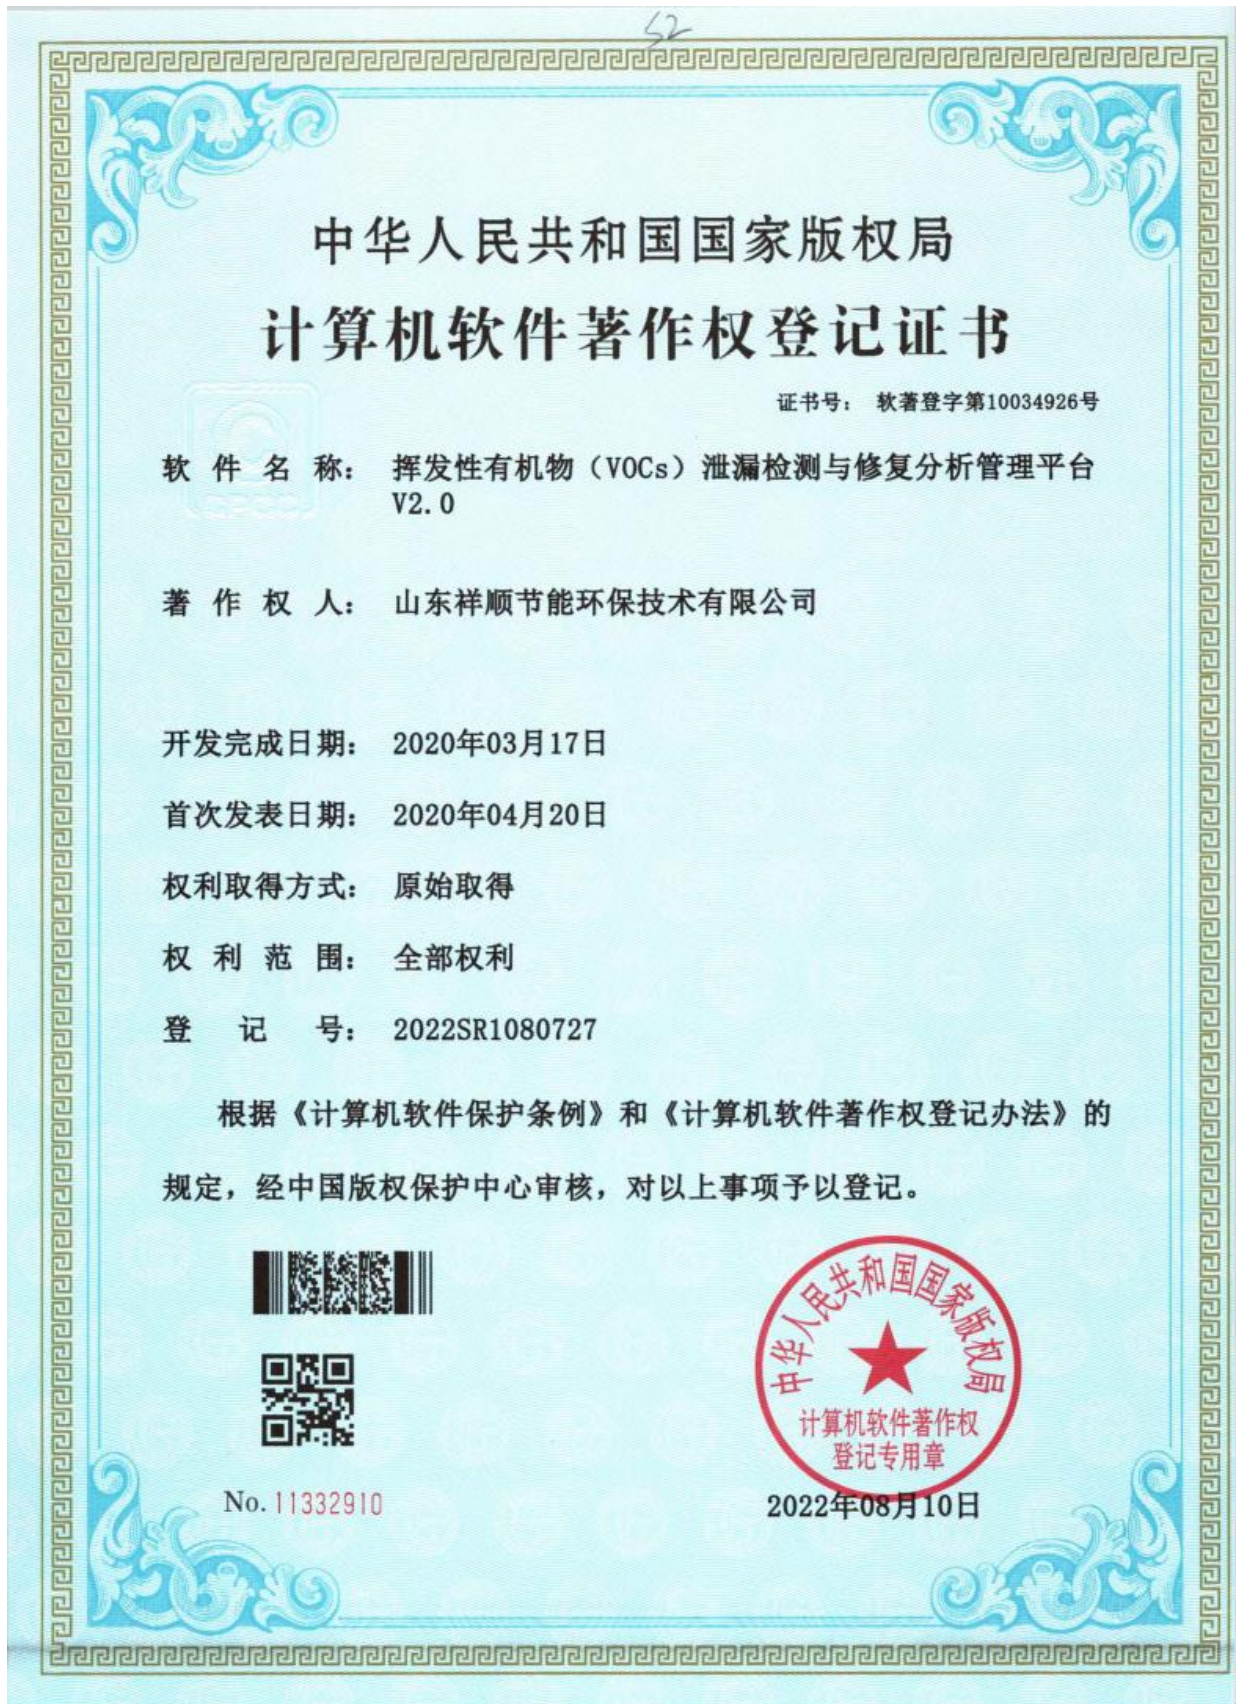 52
中华人民共和国国家版权局
计算机软件著作权登记证书
证书号： 软著登字第10034926号
软件名称： 挥发性有机物（VOCs）泄漏检测与修复分析管理平台
V2.0
著作权人： 山东祥顺节能环保技术有限公司
开发完成日期： 2020年03月17日
首次发表日期： 2020年04月20日
权利取得方式： 原始取得
权利范围： 全部权利
登记号： 2022SR1080727
根据《计算机软件保护条例》和《计算机软件著作权登记办法》的
规定，经中国版权保护中心审核，对以上事项予以登记。
中华人民共和国国家版权局
计算机软件著作权
登记专用章
No. 11332910
2022年08月10日